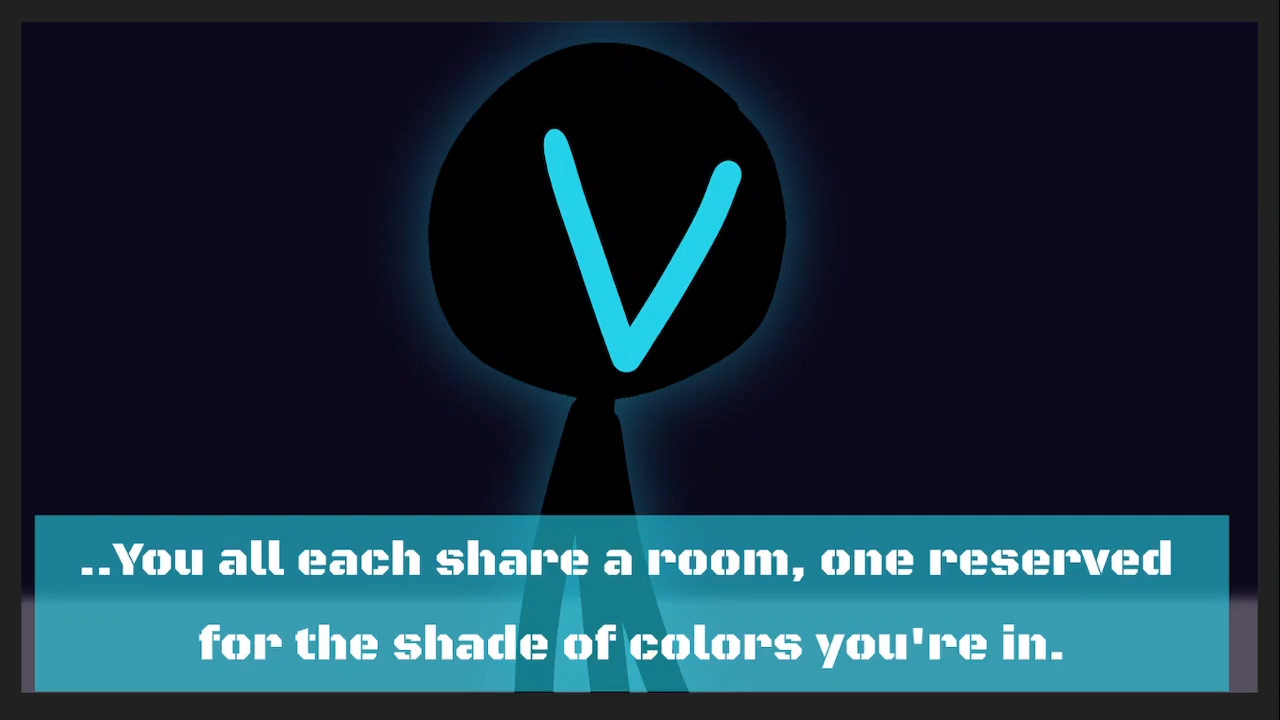 V
..You all each share a room, one reserved
for the shade of colors you're in.